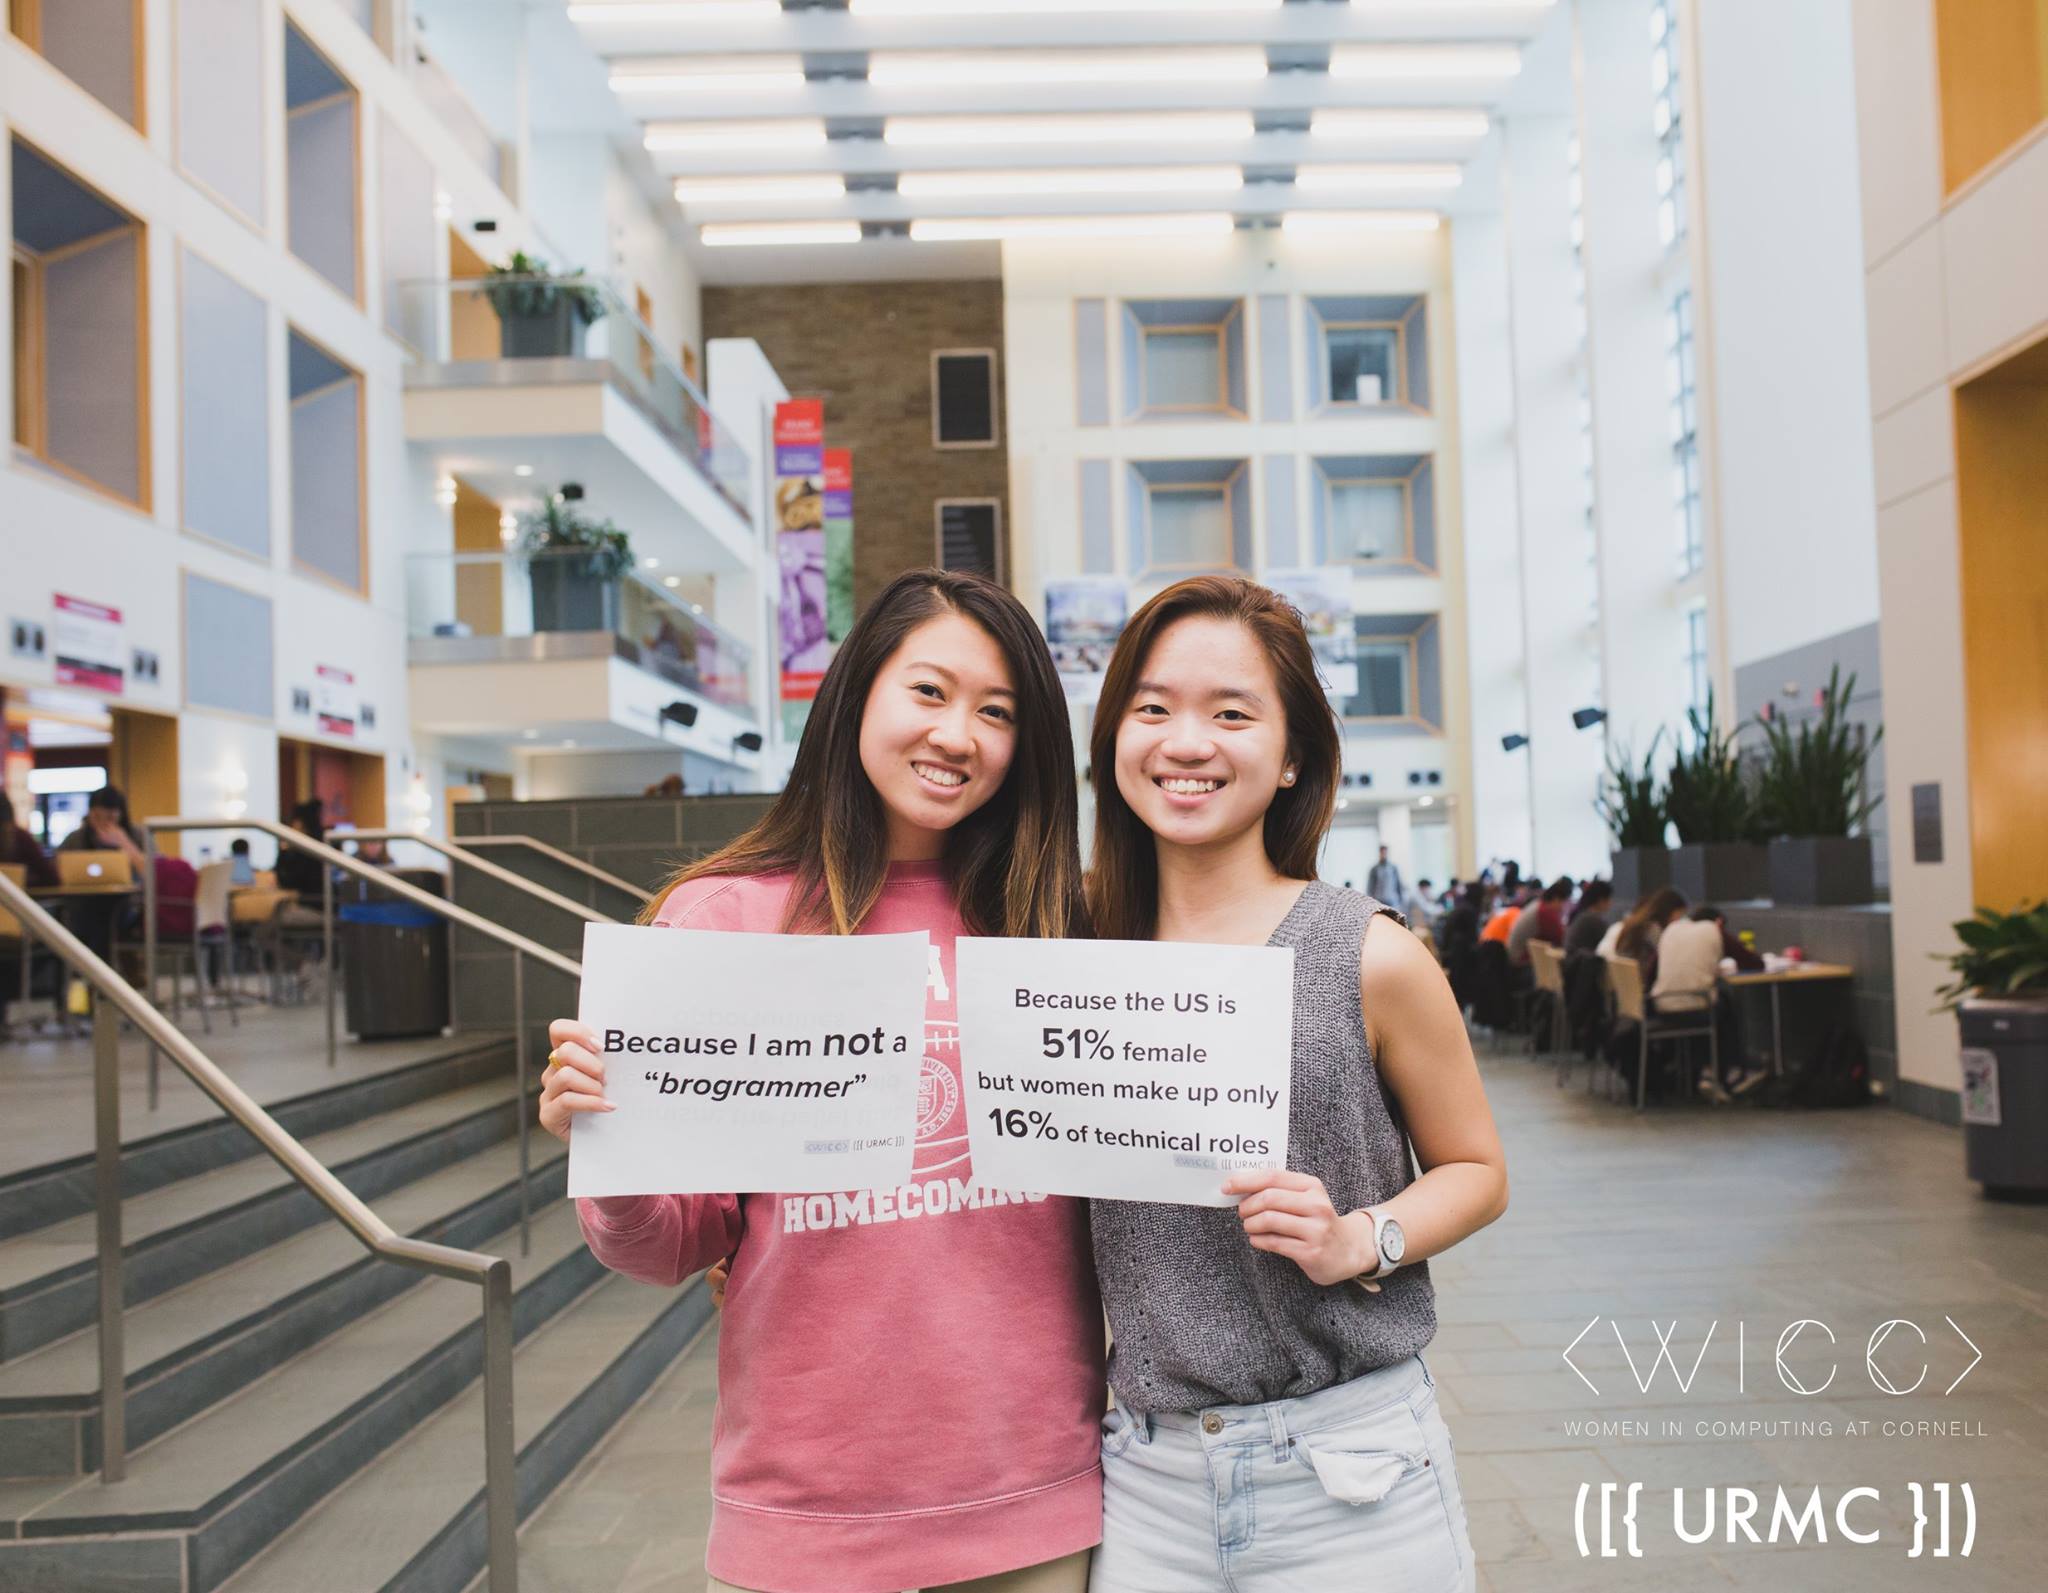 Because I am not a
“brogrammer”
<WICC> ([{ URMC }])
Because the US is
51% female
but women make up only
16% of technical roles
<WICC> ([{ URMC }])
HOMECOMING
<WICC>
WOMEN IN COMPUTING AT CORNELL
([{ URMC }])